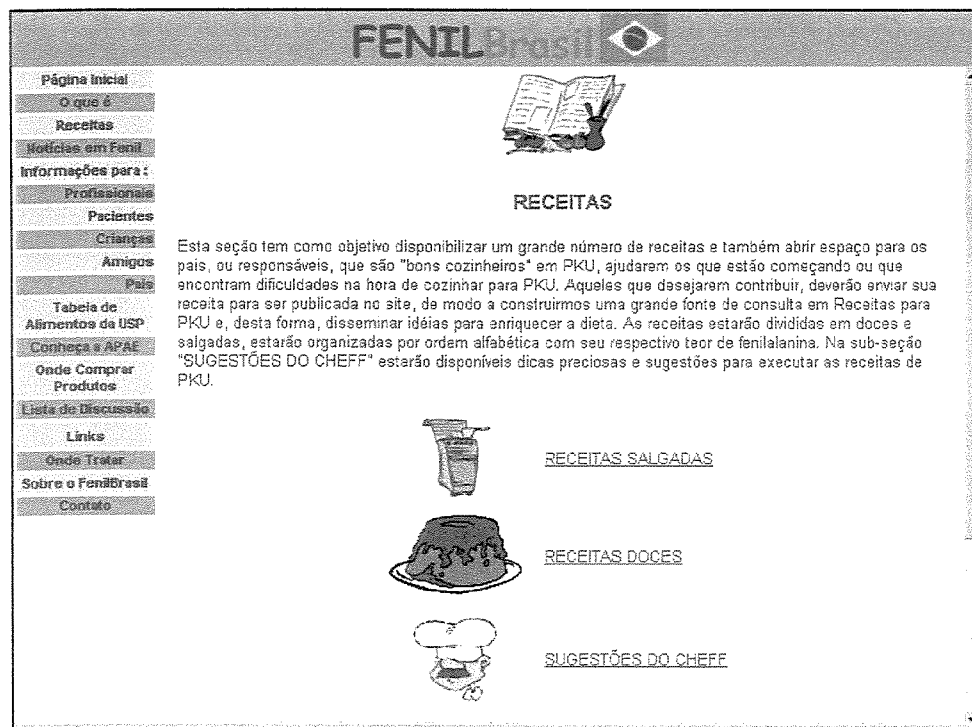 FENILBrasil
Página Inicial
O que é
Receitas
Notícias em Fenil
Informações para :
Profissionais
Pacientes
Crianças
Amigos
Pais
Tabela de
Alimentos da USP
Conheça a APAE
Onde Comprar
Produtos
Lista de Discussão
Links
Onde Tratar
Sobre o FenilBrasil
Contato
RECEITAS
Esta seção tem como objetivo disponibilizar um grande número de receitas e também abrir espaço para os
pais, ou responsáveis, que são "bons cozinheiros" em PKU, ajudarem os que estão começando ou que
encontram dificuldades na hora de cozinhar para PKU. Aqueles que desejarem contribuir, deverão enviar sua
receita para ser publicada no site, de modo a construirmos uma grande fonte de consulta em Receitas para
PKU e, desta forma, disseminar idéias para enriquecer a dieta. As receitas estarão divididas em doces e
salgadas, estarão organizadas por ordem alfabética com seu respectivo teor de fenilalanina. Na sub-seção
"SUGESTÕES DO CHEFF" estarão disponíveis dicas preciosas e sugestões para executar as receitas de
PKU.
RECEITAS SALGADAS
RECEITAS DOCES
SUGESTÕES DO CHEFF